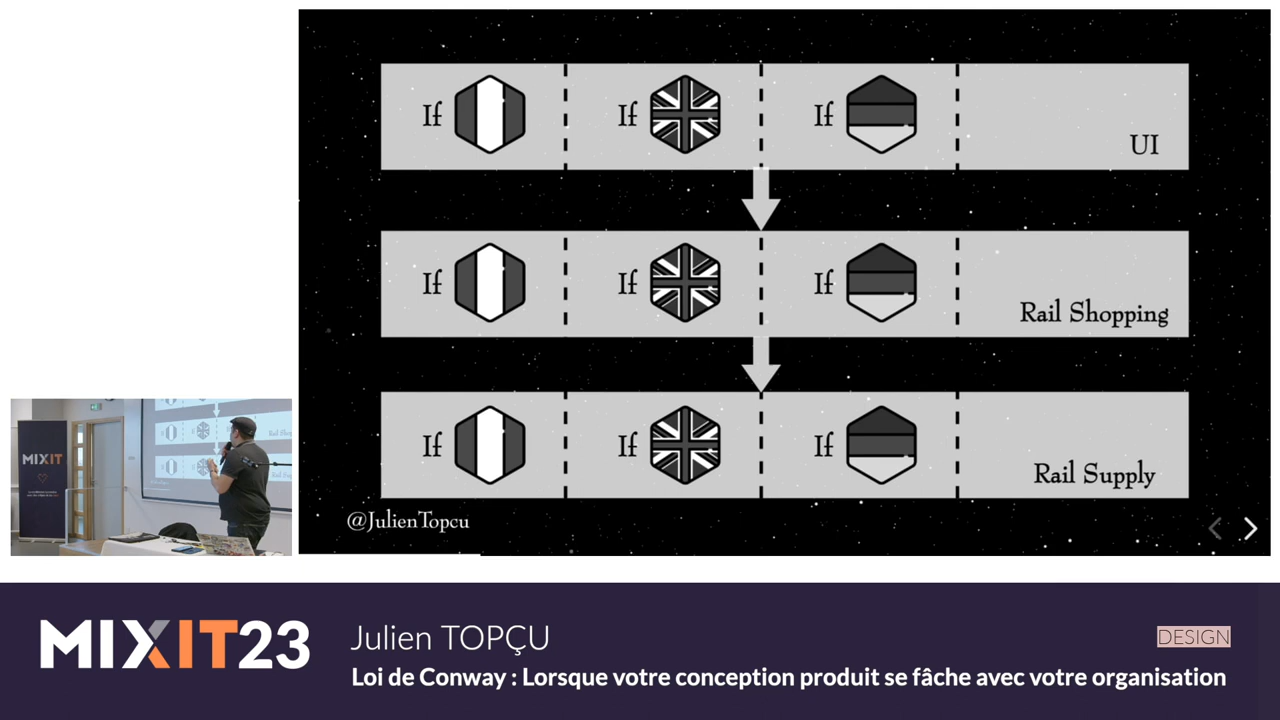 If
If
If
UI
If
If
If
Rail Shopping
If
If
If
Rail Supply
@JulienTopcu
MIXIT
MIXIT23
Julien TOPÇU
DESIGN
Loi de Conway : Lorsque votre conception produit se fâche avec votre organisation